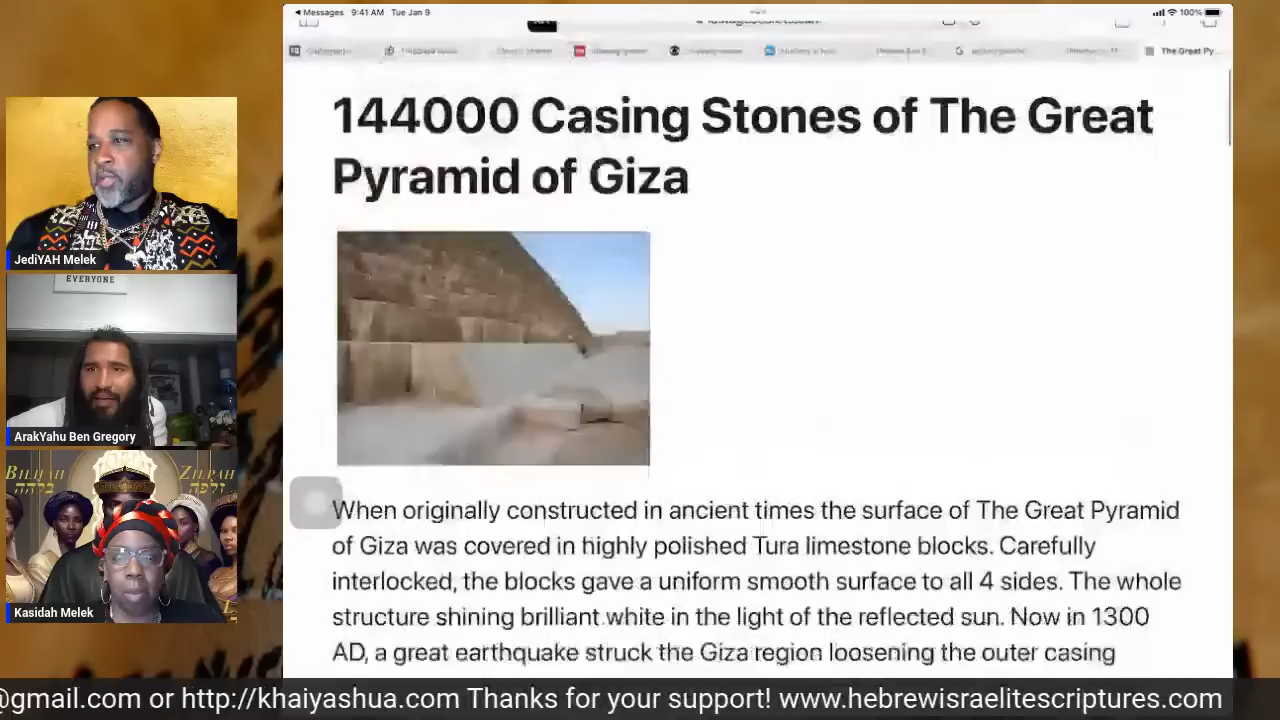 Messages 9:41 AM Tue Jan 9
100%
The Great Py...
144000 Casing Stones of The Great
Pyramid of Giza
When originally constructed in ancient times the surface of The Great Pyramid
of Giza was covered in highly polished Tura limestone blocks. Carefully
interlocked, the blocks gave a uniform smooth surface to all 4 sides. The whole
structure shining brilliant white in the light of the reflected sun. Now in 1300
AD, a great earthquake struck the Giza region loosening the outer casing
JediYAH Melek
EVERYONE
ArakYahu Ben Gregory
BILHAH
בלהה
ZILPAH
זלפה
Kasidah Melek
@gmail.com or http://khaiyashua.com Thanks for your support! www.hebrewisraelitescriptures.com